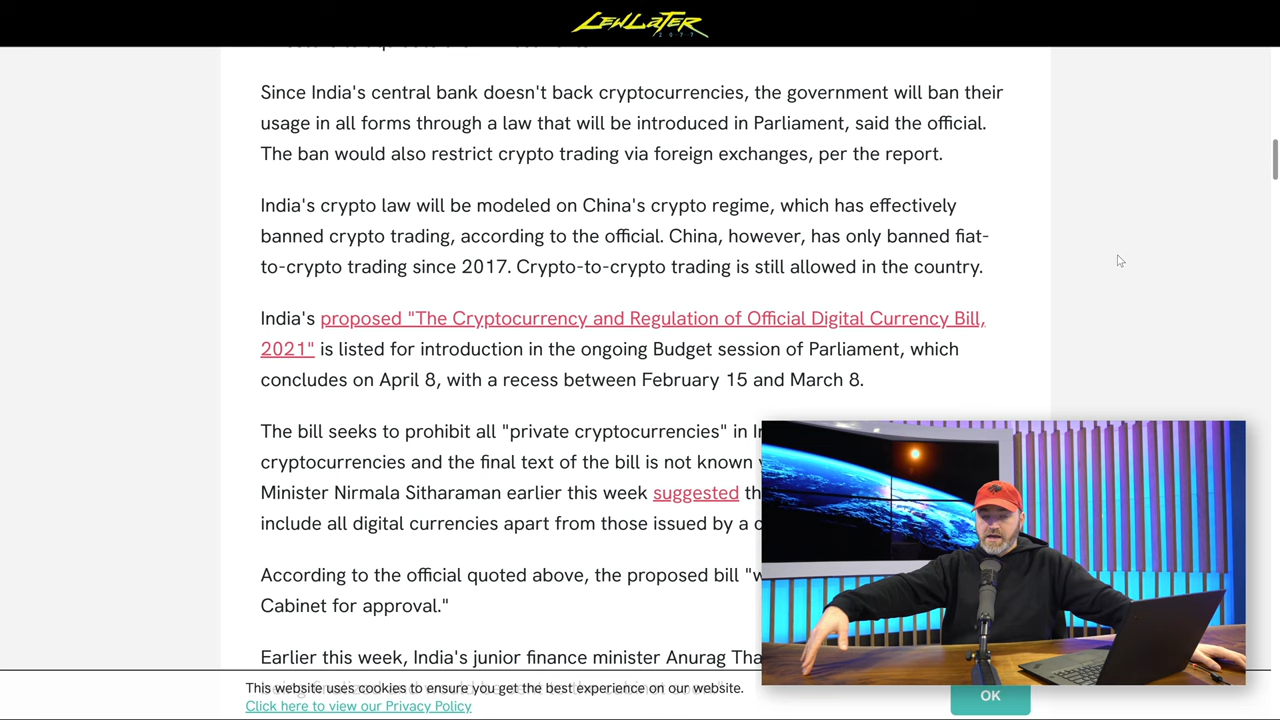 LEWLATER
2077
Since India's central bank doesn't back cryptocurrencies, the government will ban their
usage in all forms through a law that will be introduced in Parliament, said the official.
The ban would also restrict crypto trading via foreign exchanges, per the report.
India's crypto law will be modeled on China's crypto regime, which has effectively
banned crypto trading, according to the official. China, however, has only banned fiat-
to-crypto trading since 2017. Crypto-to-crypto trading is still allowed in the country.
India's proposed "The Cryptocurrency and Regulation of Official Digital Currency Bill,
2021" is listed for introduction in the ongoing Budget session of Parliament, which
concludes on April 8, with a recess between February 15 and March 8.
The bill seeks to prohibit all "private cryptocurrencies" in
cryptocurrencies and the final text of the bill is not known
Minister Nirmala Sitharaman earlier this week suggested
include all digital currencies apart from those issued by a
According to the official quoted above, the proposed bill
Cabinet for approval."
Earlier this week, India's junior finance minister Anurag
This website uses cookies to ensure you get the best experience on our website.
Click here to view our Privacy Policy
OK